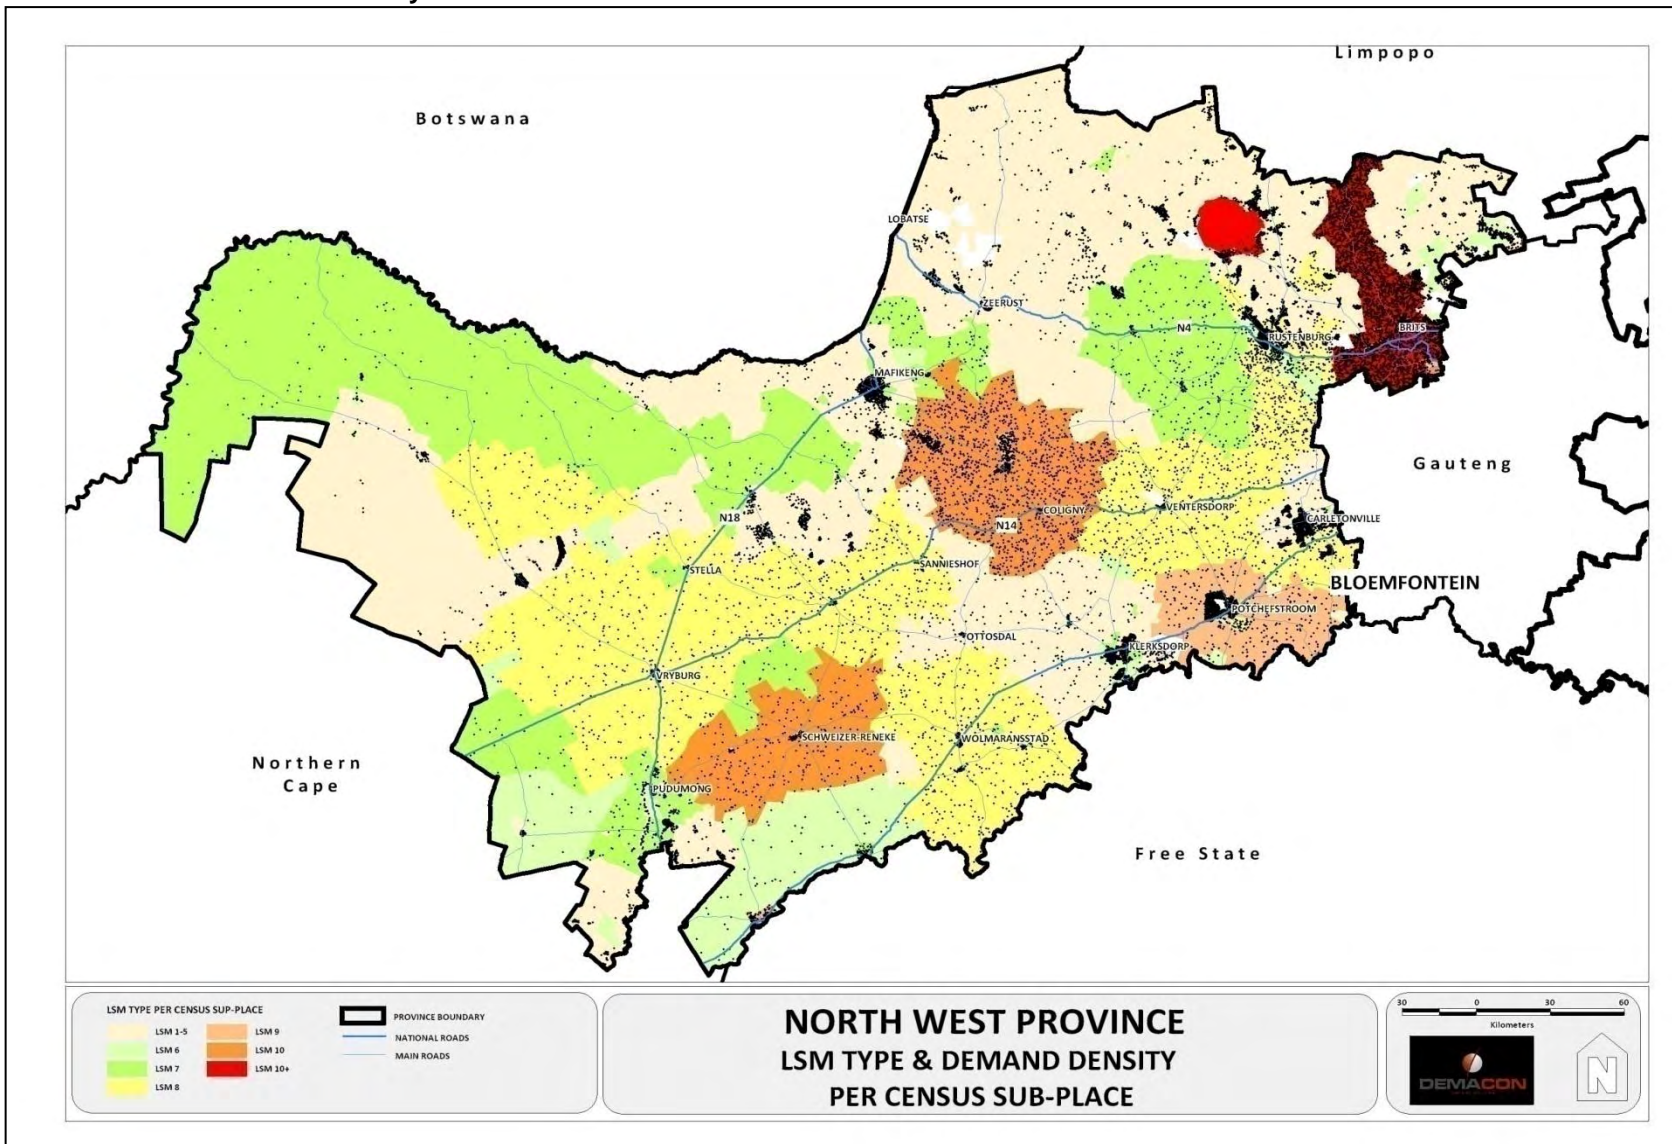 Limpopo
Botswana
LOBATSE
ZEERUST
N4
RUSTENBURG
BRITS
MAFIKENG
Gauteng
N18
N14
COLIGNY
VENTERSDORP
CARLETONVILLE
STELLA
SANNIESHOF
BLOEMFONTEIN
POTCHEFSTROOM
OTTOSDAL
KLERKSDORP
VRYBURG
SCHWEIZER-RENEKE
WOLMARANSSTAD
Northern
Cape
PUDUMONG
Free State
LSM TYPE PER CENSUS SUB-PLACE
LSM 1-5
LSM 6
LSM 7
LSM 8
LSM 9
LSM 10
LSM 10+
PROVINCE BOUNDARY
NATIONAL ROADS
MAIN ROADS
NORTH WEST PROVINCE
LSM TYPE & DEMAND DENSITY
PER CENSUS SUB-PLACE
30 0 30 60
Kilometers
DEMACON
N